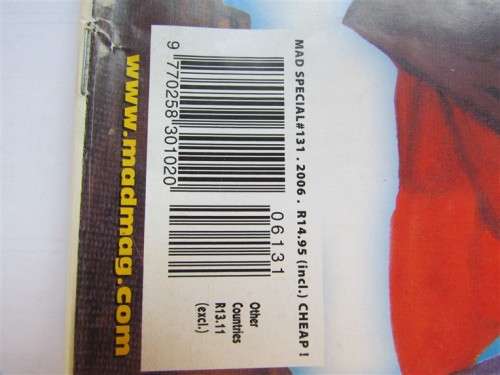 MAD SPECIAL#131 . 2006 . R14.95 (incl.) CHEAP !
9 770258 301020
06131
Other
Countries
R13.11
(excl.)
www.madmag.com